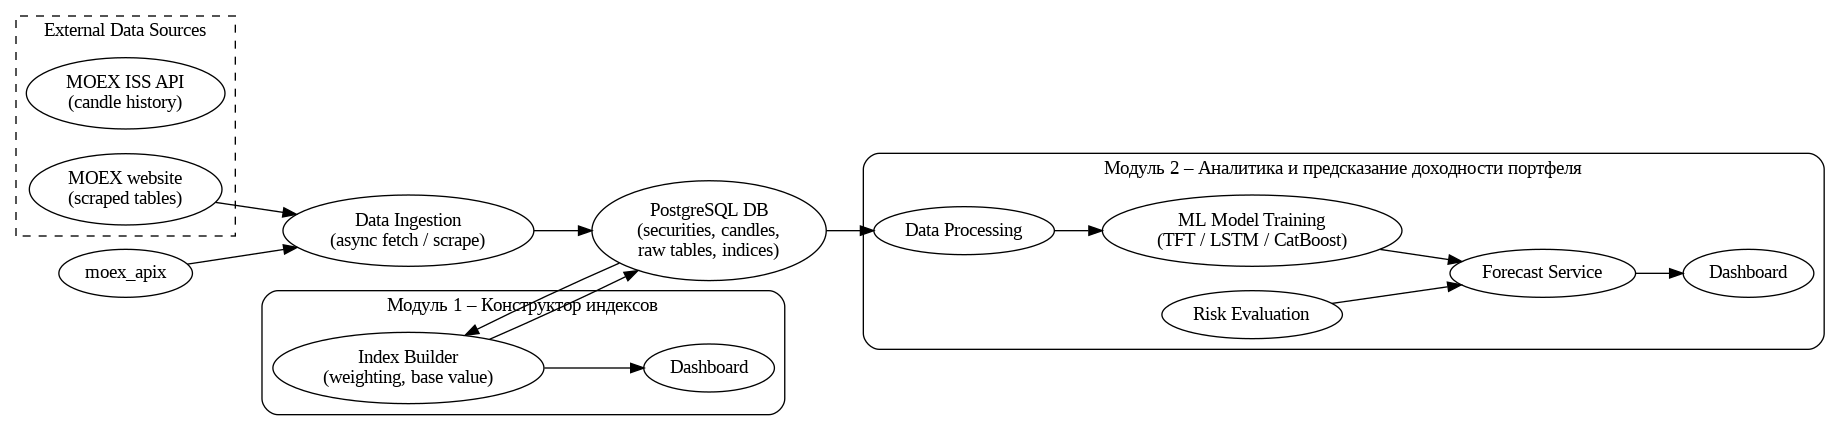 External Data Sources
MOEX ISS API
(candle history)
MOEX website
(scraped tables)
moex_apix
Data Ingestion
(async fetch / scrape)
PostgreSQL DB
(securities, candles,
raw tables, indices)
Модуль 1 – Конструктор индексов
Index Builder
(weighting, base value)
Dashboard
Модуль 2 – Аналитика и предсказание доходности портфеля
Data Processing
ML Model Training
(TFT / LSTM / CatBoost)
Risk Evaluation
Forecast Service
Dashboard